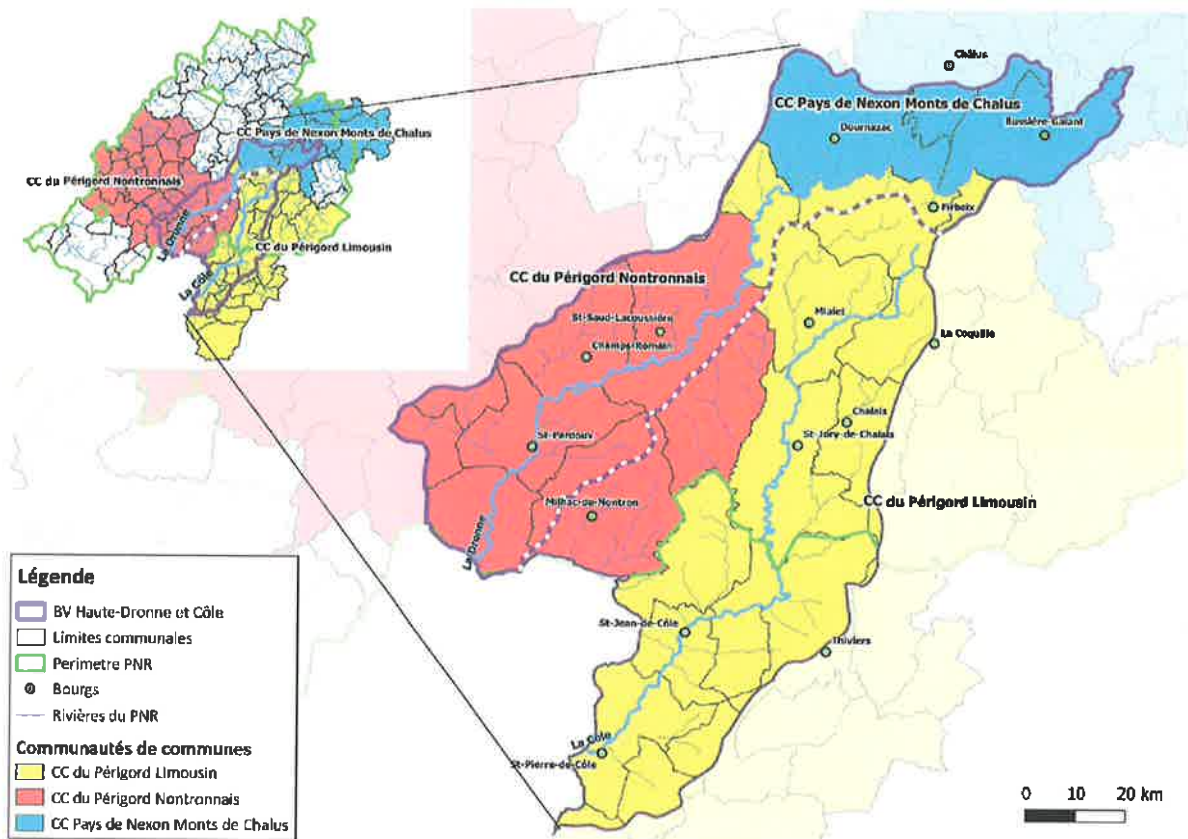 CC Pays de Nexon Monts de Chalus
CC du Périgord Nontronnais
La Dronne
CC du Périgord Limousin
La Côle
Châlus
CC Pays de Nexon Monts de Chalus
Dournazac
Bussière-Galant
Firbeix
CC du Périgord Nontronnais
St-Saud-Lacoussière
Champs-Romain
Mialet
La Coquille
Chalais
St-Jory-de-Chalais
St-Pardoux
CC du Périgord Limousin
Milhac-de-Nontron
La Dronne
St-Jean-de-Côle
Thiviers
La Côle
St-Pierre-de-Côle
Légende
BV Haute-Dronne et Côle
Limites communales
Perimetre PNR
Bourgs
Rivières du PNR
Communautés de communes
CC du Périgord Limousin
CC du Périgord Nontronnais
CC Pays de Nexon Monts de Chalus
0 10 20 km